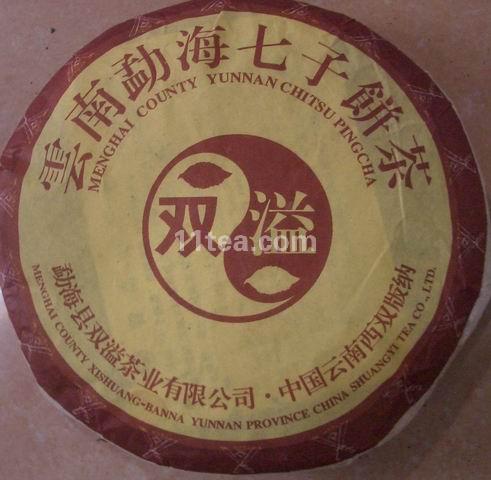 雲南勐海七子餅茶
MENGHAI COUNTY YUNNAN CHITSU PINGCHA
双溢
11tea.com
勐海县双溢茶业有限公司·中国云南西双版纳
MENGHAI COUNTY XISHUANG-BANNA YUNNAN PROVINCE CHINA SHUANGYI TEA CO., LTD.